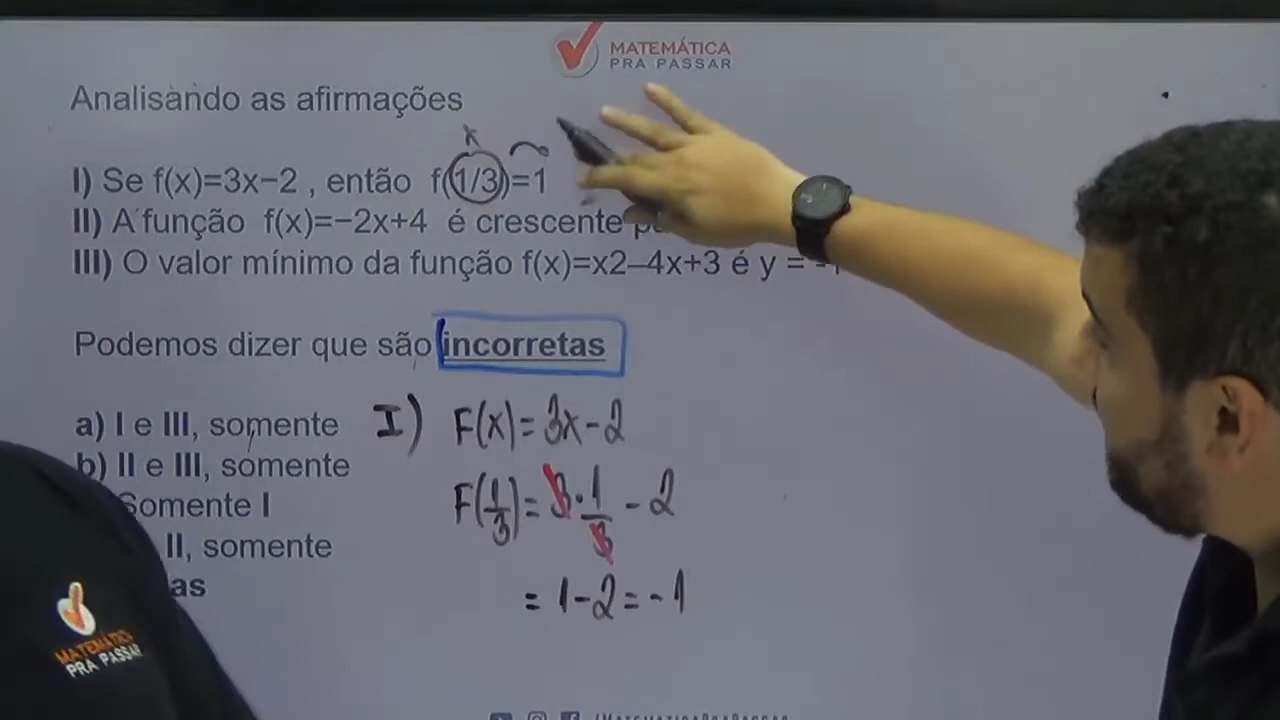 MATEMÁTICA
PRA PASSAR
Analisando as afirmações
x
I) Se f(x)=3x−2 , então f(1/3)=1
II) A função f(x)=−2x+4 é crescente
III) O valor mínimo da função f(x)=x2–4x+3 é y = -1
Podemos dizer que são incorretas
a) I e III, somente
b) II e III, somente
Somente I
II, somente
as
I) F(x) = 3x - 2
F(1/3) = 3 · 1/3 - 2
= 1 - 2 = - 1
MATEMÁTICA
PRA PASSAR
/MATEMATICAPRAPASSAR